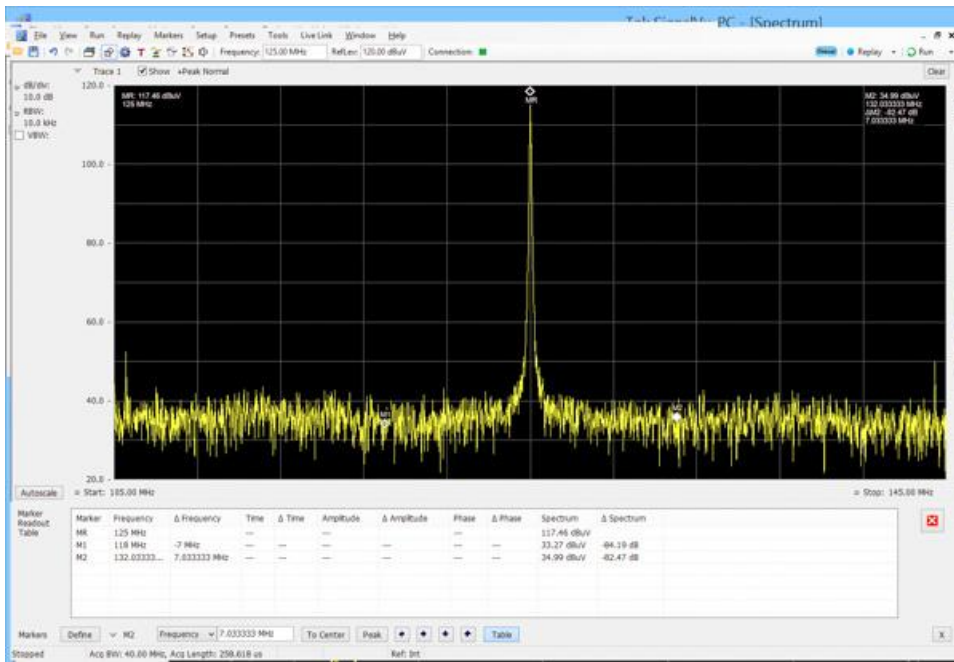 Tek SignalVu-PC - [Spectrum]
File View Run Replay Markers Setup Presets Tools Live Link Window Help
Frequency: 125.00 MHz RefLev: 120.00 dBuV Connection: Replay Run
Trace 1 Show +Peak Normal Clear
dB/div: 10.0 dB
RBW: 10.0 kHz
VBW:
120.0
MR: 117.46 dBuV
125 MHz
MR
M2: 34.99 dBuV
132.033333 MHz
ΔM2: -82.47 dB
7.033333 MHz
100.0
80.0
60.0
40.0
M1
M2
20.0
Autoscale Start: 105.00 MHz Stop: 145.00 MHz
Marker Readout Table
Marker Frequency Δ Frequency Time Δ Time Amplitude Δ Amplitude Phase Δ Phase Spectrum Δ Spectrum
MR 125 MHz --- --- --- 117.46 dBuV
M1 118 MHz -7 MHz --- --- --- --- --- --- 33.27 dBuV -84.19 dB
M2 132.03333... 7.033333 MHz --- --- --- --- --- --- 34.99 dBuV -82.47 dB
Markers Define M2 Frequency 7.033333 MHz To Center Peak Table X
Stopped Acq BW: 40.00 MHz, Acq Length: 258.618 us Ref: Int